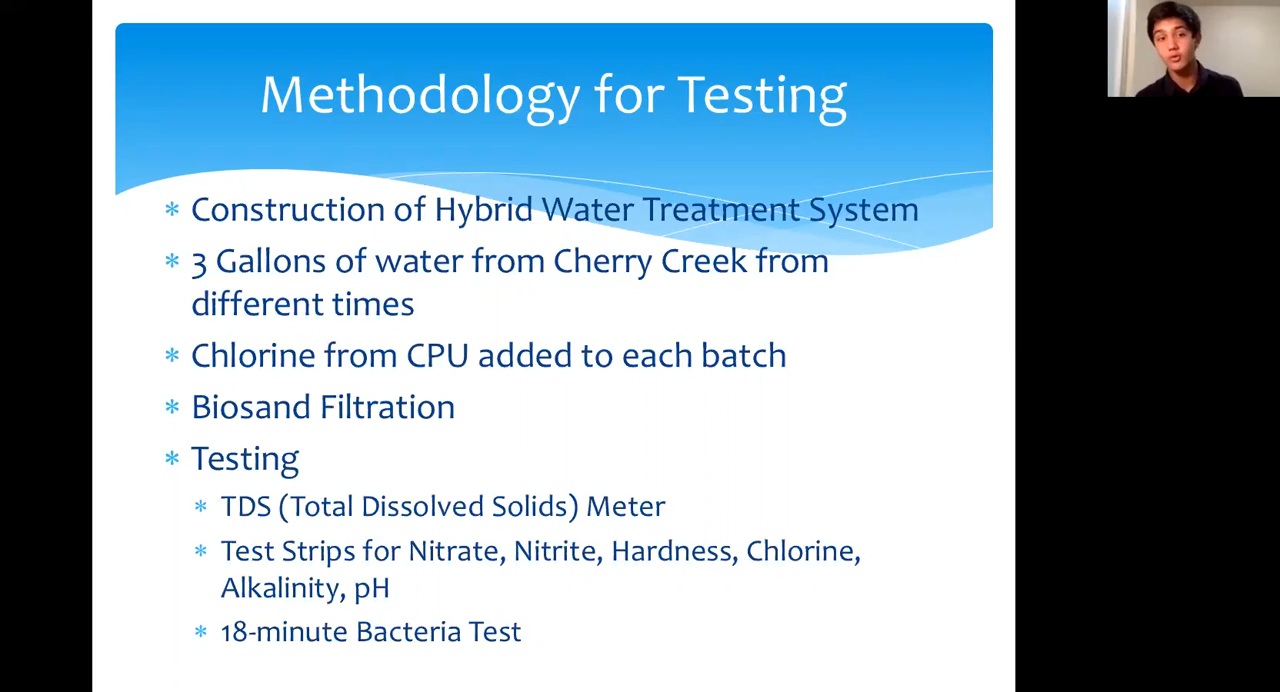 Methodology for Testing
* Construction of Hybrid Water Treatment System
* 3 Gallons of water from Cherry Creek from
different times
* Chlorine from CPU added to each batch
* Biosand Filtration
* Testing
* TDS (Total Dissolved Solids) Meter
* Test Strips for Nitrate, Nitrite, Hardness, Chlorine,
Alkalinity, pH
* 18-minute Bacteria Test